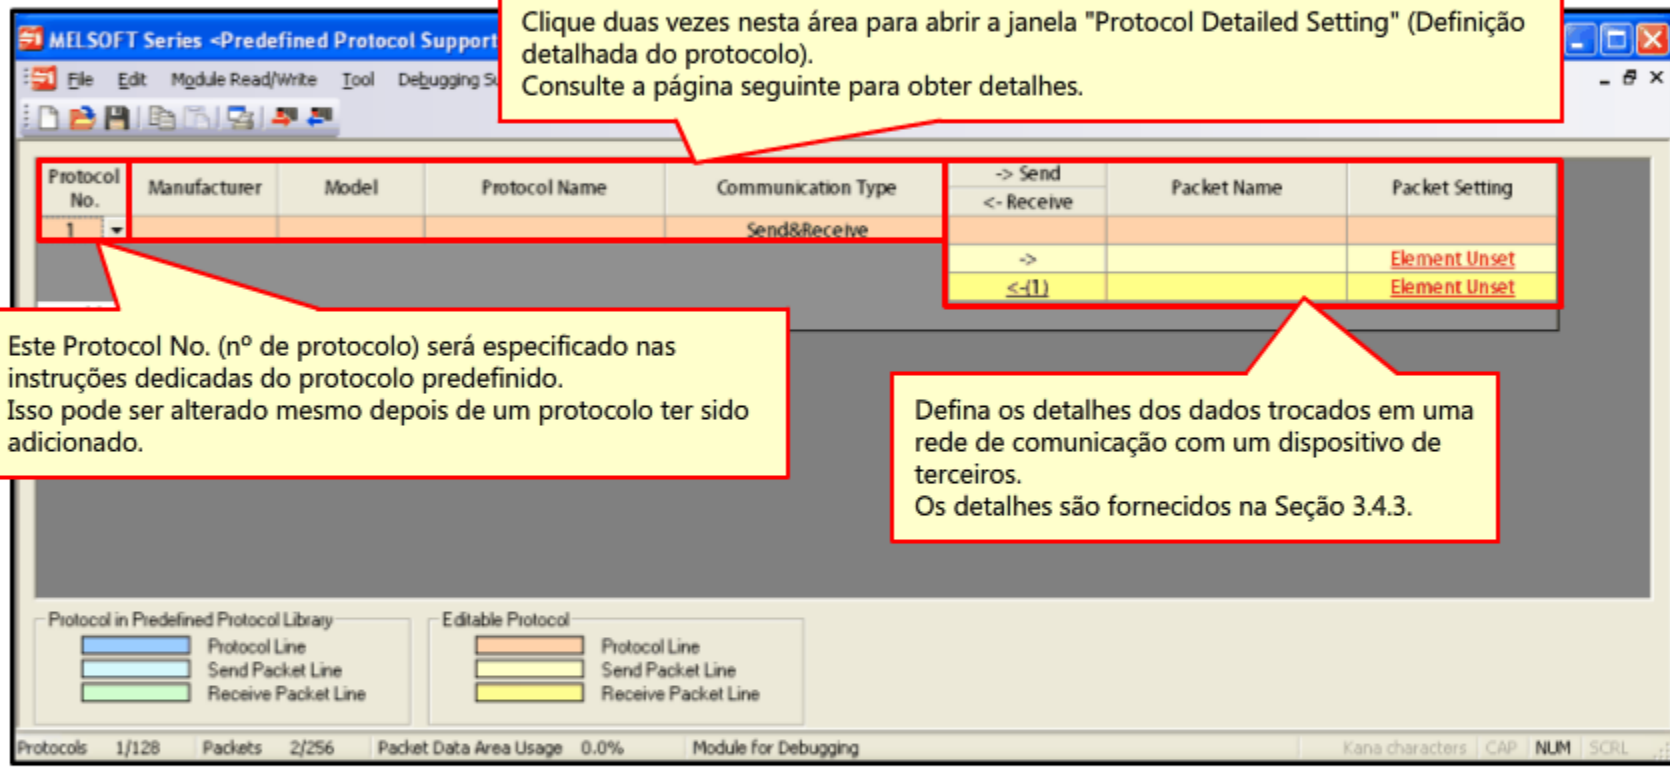 Clique duas vezes nesta área para abrir a janela "Protocol Detailed Setting" (Definição
detalhada do protocolo).
Consulte a página seguinte para obter detalhes.
MELSOFT Series <Predefined Protocol Support
File Edit Module Read/Write Tool Debugging Su
Protocol No. Manufacturer Model Protocol Name Communication Type -> Send <- Receive Packet Name Packet Setting
1 Send&Receive
-> Element Unset
<-(1) Element Unset
Este Protocol No. (nº de protocolo) será especificado nas
instruções dedicadas do protocolo predefinido.
Isso pode ser alterado mesmo depois de um protocolo ter sido
adicionado.
Defina os detalhes dos dados trocados em uma
rede de comunicação com um dispositivo de
terceiros.
Os detalhes são fornecidos na Seção 3.4.3.
Protocol in Predefined Protocol Library
Protocol Line
Send Packet Line
Receive Packet Line
Editable Protocol
Protocol Line
Send Packet Line
Receive Packet Line
Protocols 1/128 Packets 2/256 Packet Data Area Usage 0.0% Module for Debugging Kana characters CAP NUM SCRL